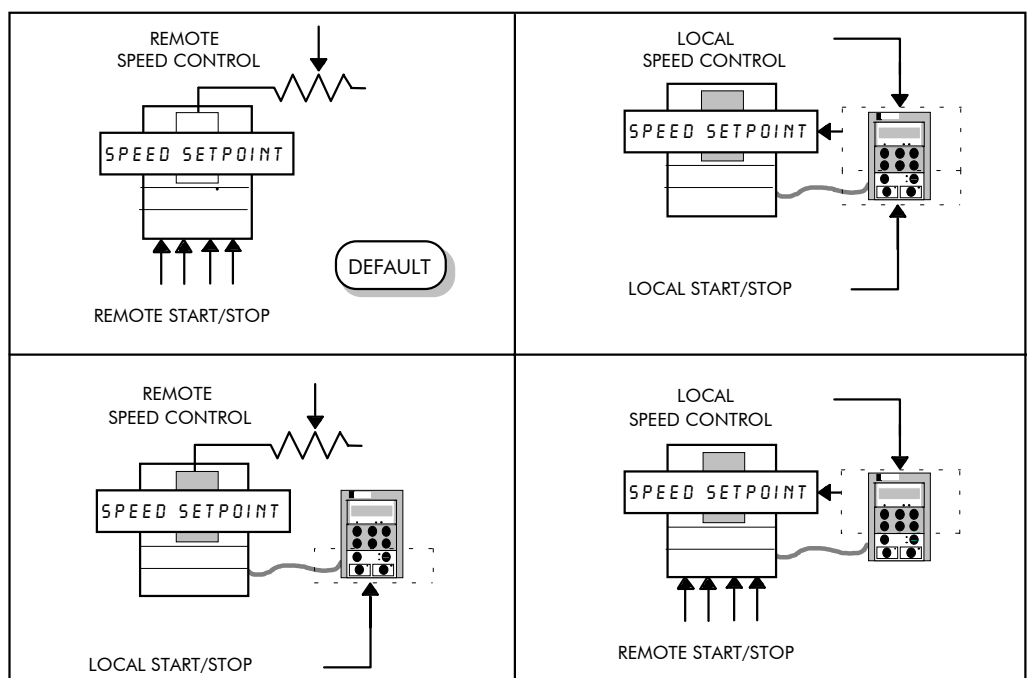 REMOTE
SPEED CONTROL
SPEED SETPOINT
DEFAULT
REMOTE START/STOP
LOCAL
SPEED CONTROL
SPEED SETPOINT
LOCAL START/STOP
REMOTE
SPEED CONTROL
SPEED SETPOINT
LOCAL START/STOP
LOCAL
SPEED CONTROL
SPEED SETPOINT
REMOTE START/STOP